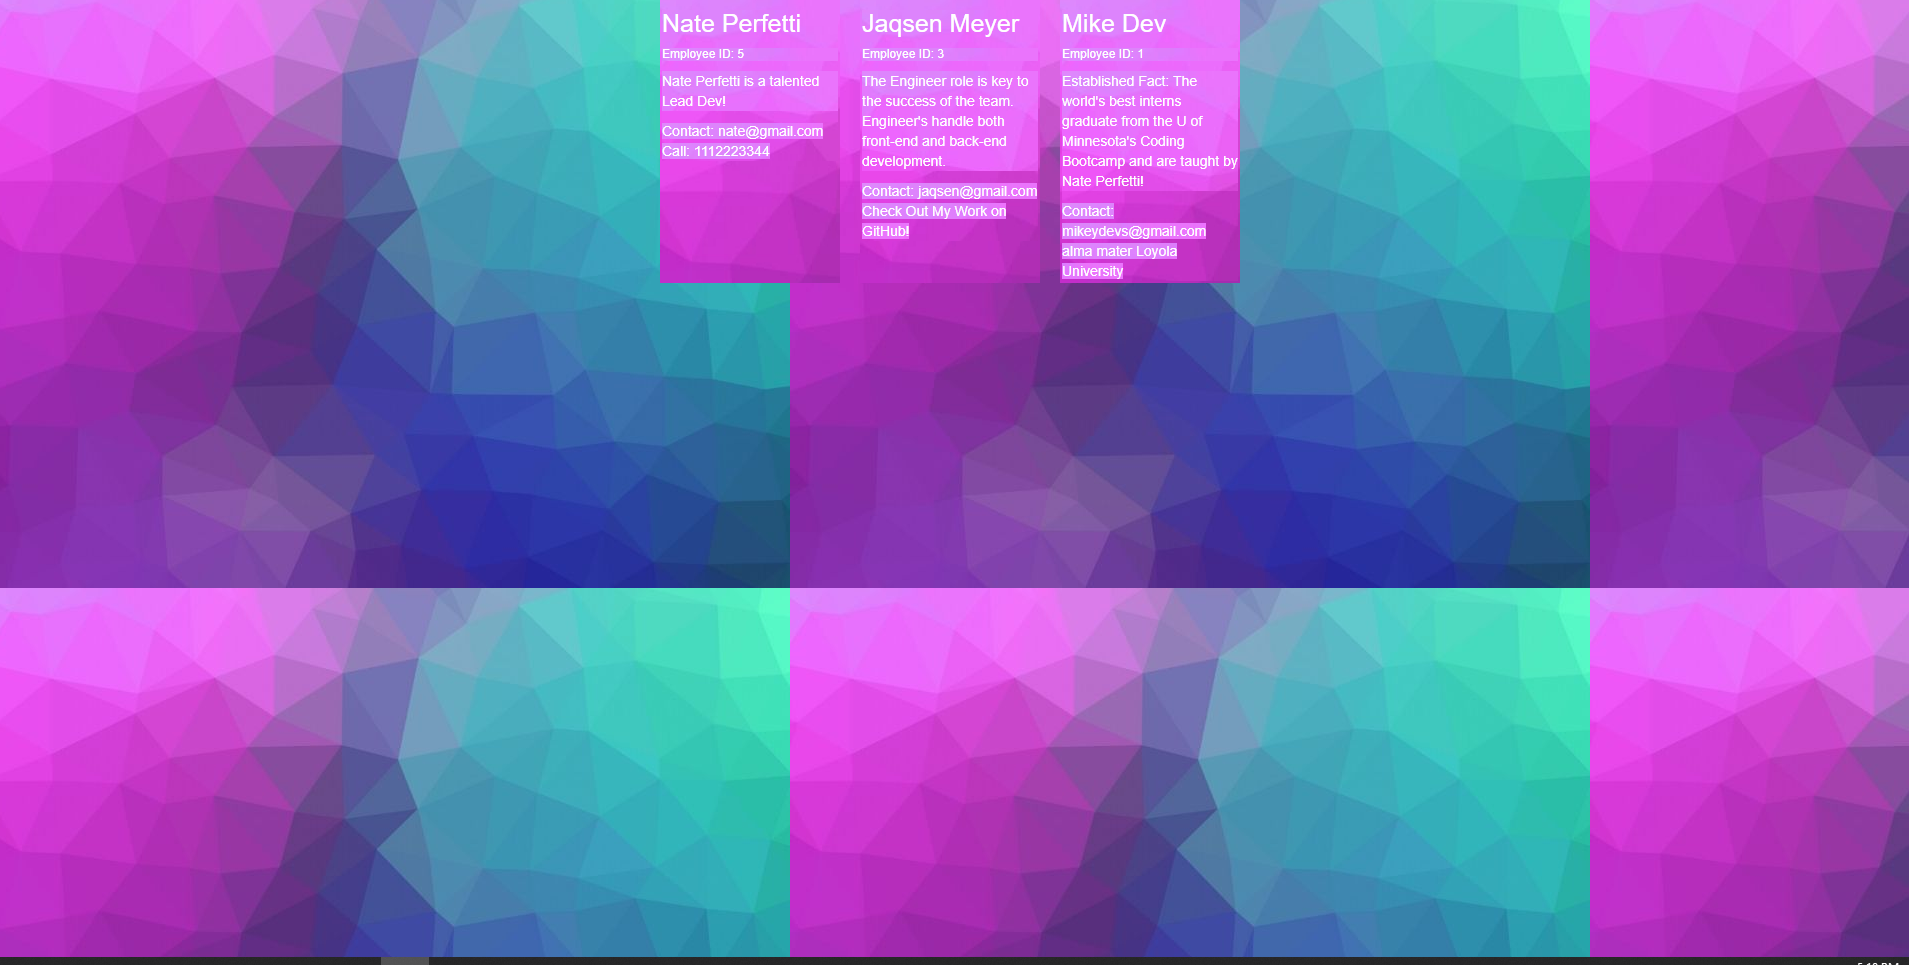 Nate Perfetti
Employee ID: 5
Nate Perfetti is a talented
Lead Dev!
Contact: nate@gmail.com
Call: 1112223344
Jaqsen Meyer
Employee ID: 3
The Engineer role is key to
the success of the team.
Engineer's handle both
front-end and back-end
development.
Contact: jaqsen@gmail.com
Check Out My Work on
GitHub!
Mike Dev
Employee ID: 1
Established Fact: The
world's best interns
graduate from the U of
Minnesota's Coding
Bootcamp and are taught by
Nate Perfetti!
Contact:
mikeydevs@gmail.com
alma mater Loyola
University